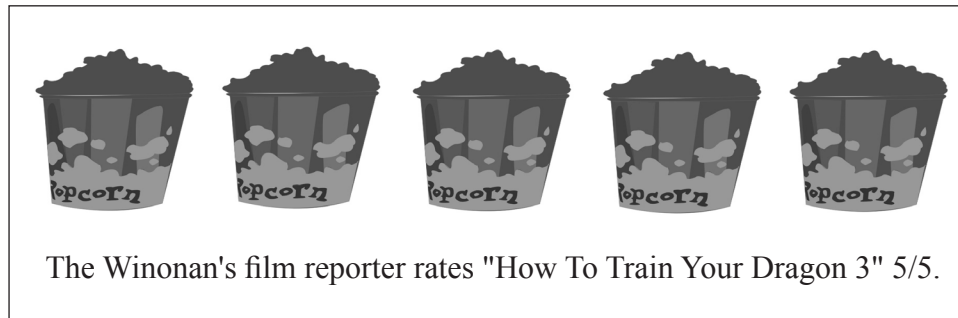 Popcorn Popcorn Popcorn Popcorn Popcorn
The Winonan's film reporter rates "How To Train Your Dragon 3" 5/5.